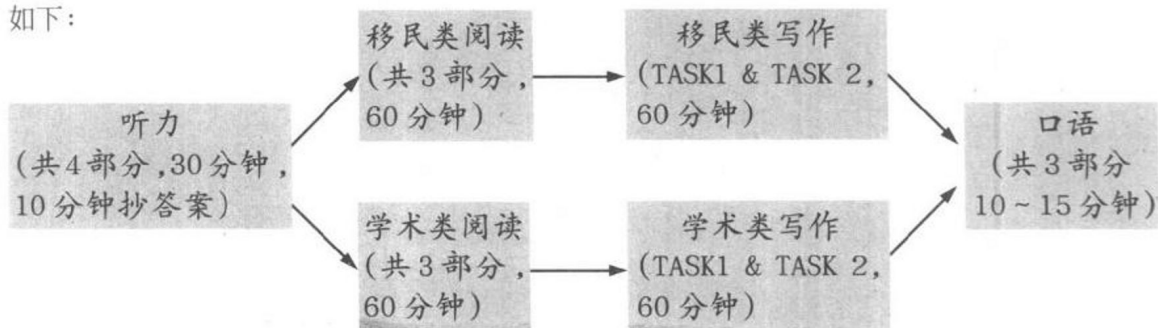 如下:
听力
(共4部分,30分钟,
10分钟抄答案)
移民类阅读
(共3部分,
60分钟)
移民类写作
(TASK1 & TASK 2,
60分钟)
学术类阅读
(共3部分,
60分钟)
学术类写作
(TASK1 & TASK 2,
60分钟)
口语
(共3部分
10~15分钟)